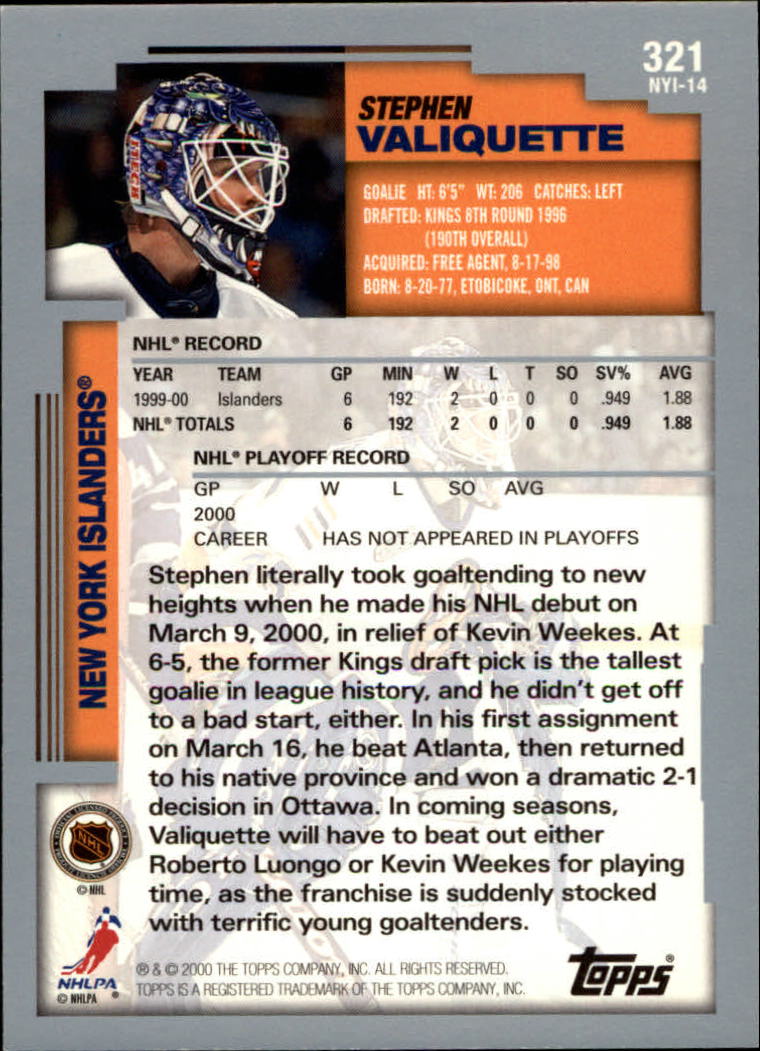 321
NYI-14
STEPHEN
VALIQUETTE
ITECH
GOALIE HT: 6'5" WT: 206 CATCHES: LEFT
DRAFTED: KINGS 8TH ROUND 1996
(190TH OVERALL)
ACQUIRED: FREE AGENT, 8-17-98
BORN: 8-20-77, ETOBICOKE, ONT, CAN
NEW YORK ISLANDERS®
NHL® RECORD
YEAR TEAM GP MIN W L T SO SV% AVG
1999-00 Islanders 6 192 2 0 0 0 .949 1.88
NHL® TOTALS 6 192 2 0 0 0 .949 1.88
NHL® PLAYOFF RECORD
GP W L SO AVG
2000
CAREER HAS NOT APPEARED IN PLAYOFFS
Stephen literally took goaltending to new
heights when he made his NHL debut on
March 9, 2000, in relief of Kevin Weekes. At
6-5, the former Kings draft pick is the tallest
goalie in league history, and he didn't get off
to a bad start, either. In his first assignment
on March 16, he beat Atlanta, then returned
to his native province and won a dramatic 2-1
decision in Ottawa. In coming seasons,
Valiquette will have to beat out either
Roberto Luongo or Kevin Weekes for playing
time, as the franchise is suddenly stocked
with terrific young goaltenders.
NHL
© NHL
NHLPA ®
© NHLPA
® & © 2000 THE TOPPS COMPANY, INC. ALL RIGHTS RESERVED.
TOPPS IS A REGISTERED TRADEMARK OF THE TOPPS COMPANY, INC.
Topps®